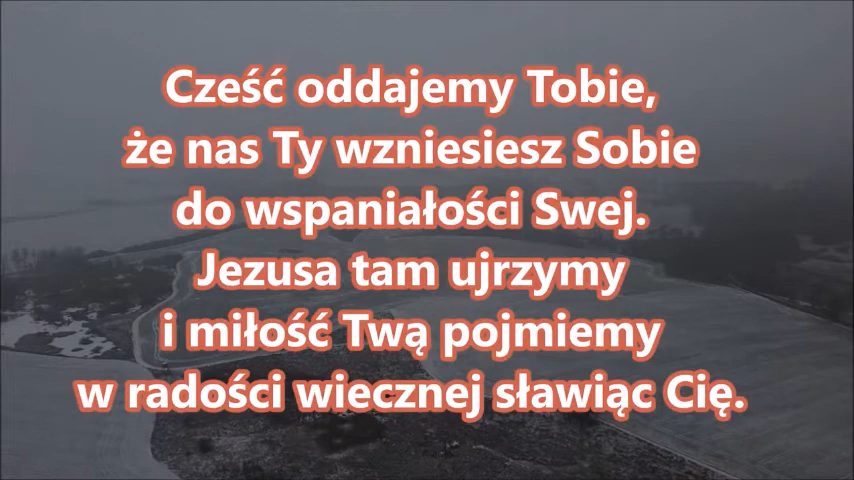 Cześć oddajemy Tobie,
że nas Ty wzniesiesz Sobie
do wspaniałości Swej.
Jezusa tam ujrzymy
i miłość Twą pojmiemy
w radości wiecznej sławiąc Cię.